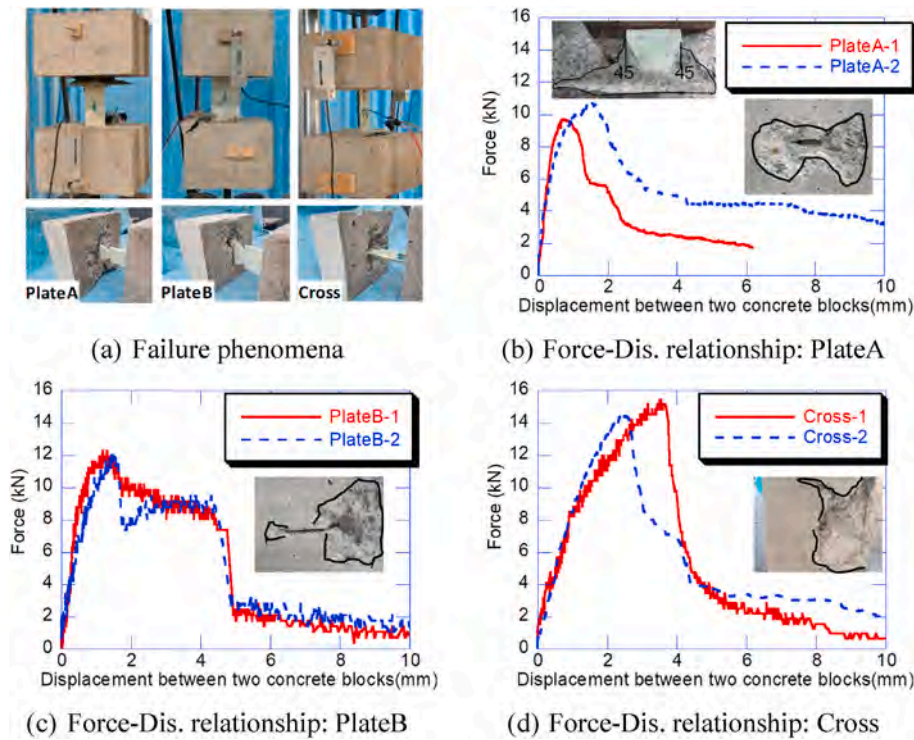 PlateA
PlateB
Cross
(a) Failure phenomena
16
14
12
10
8
6
4
2
0
Force (kN)
45
45
PlateA-1
PlateA-2
0
2
4
6
8
10
Displacement between two concrete blocks(mm)
(b) Force-Dis. relationship: PlateA
16
14
12
10
8
6
4
2
0
Force (kN)
PlateB-1
PlateB-2
0
2
4
6
8
10
Displacement between two concrete blocks(mm)
(c) Force-Dis. relationship: PlateB
16
14
12
10
8
6
4
2
0
Force (kN)
Cross-1
Cross-2
0
2
4
6
8
10
Displacement between two concrete blocks(mm)
(d) Force-Dis. relationship: Cross